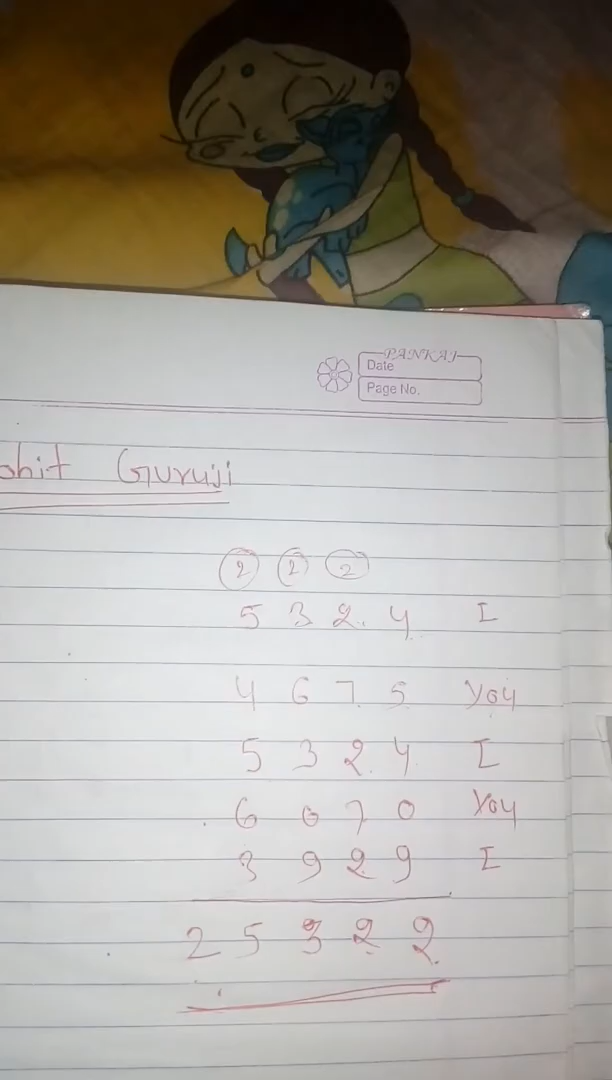 PANKAJ
Date
Page No.
ohit Guruji
2 2 2
5 3 2 4 I
4 6 7 5 You
5 3 2 4 I
6 0 7 0 You
3 9 2 9 I
2 5 3 2 2